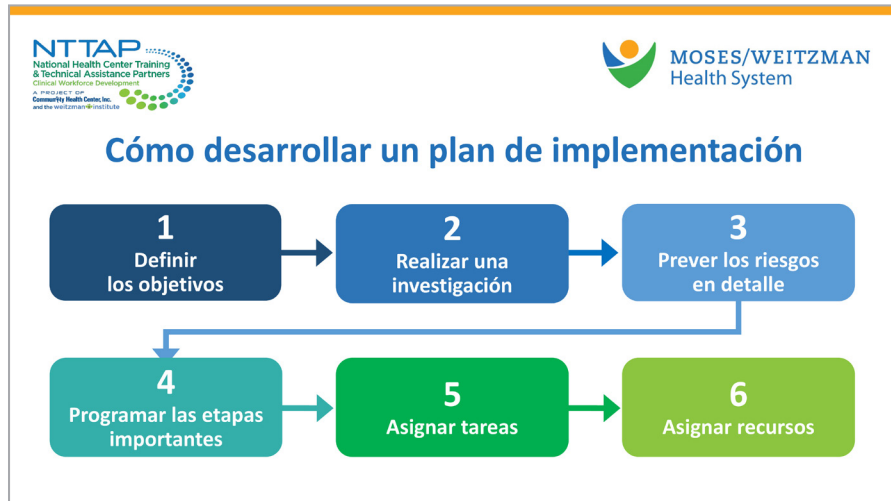 NTTAP
National Health Center Training
& Technical Assistance Partners
Clinical Workforce Development
A PROJECT OF
Community Health Center, Inc.
and the weitzman institute
MOSES/WEITZMAN
Health System
Cómo desarrollar un plan de implementación
1
Definir
los objetivos
2
Realizar una
investigación
3
Prever los riesgos
en detalle
4
Programar las etapas
importantes
5
Asignar tareas
6
Asignar recursos